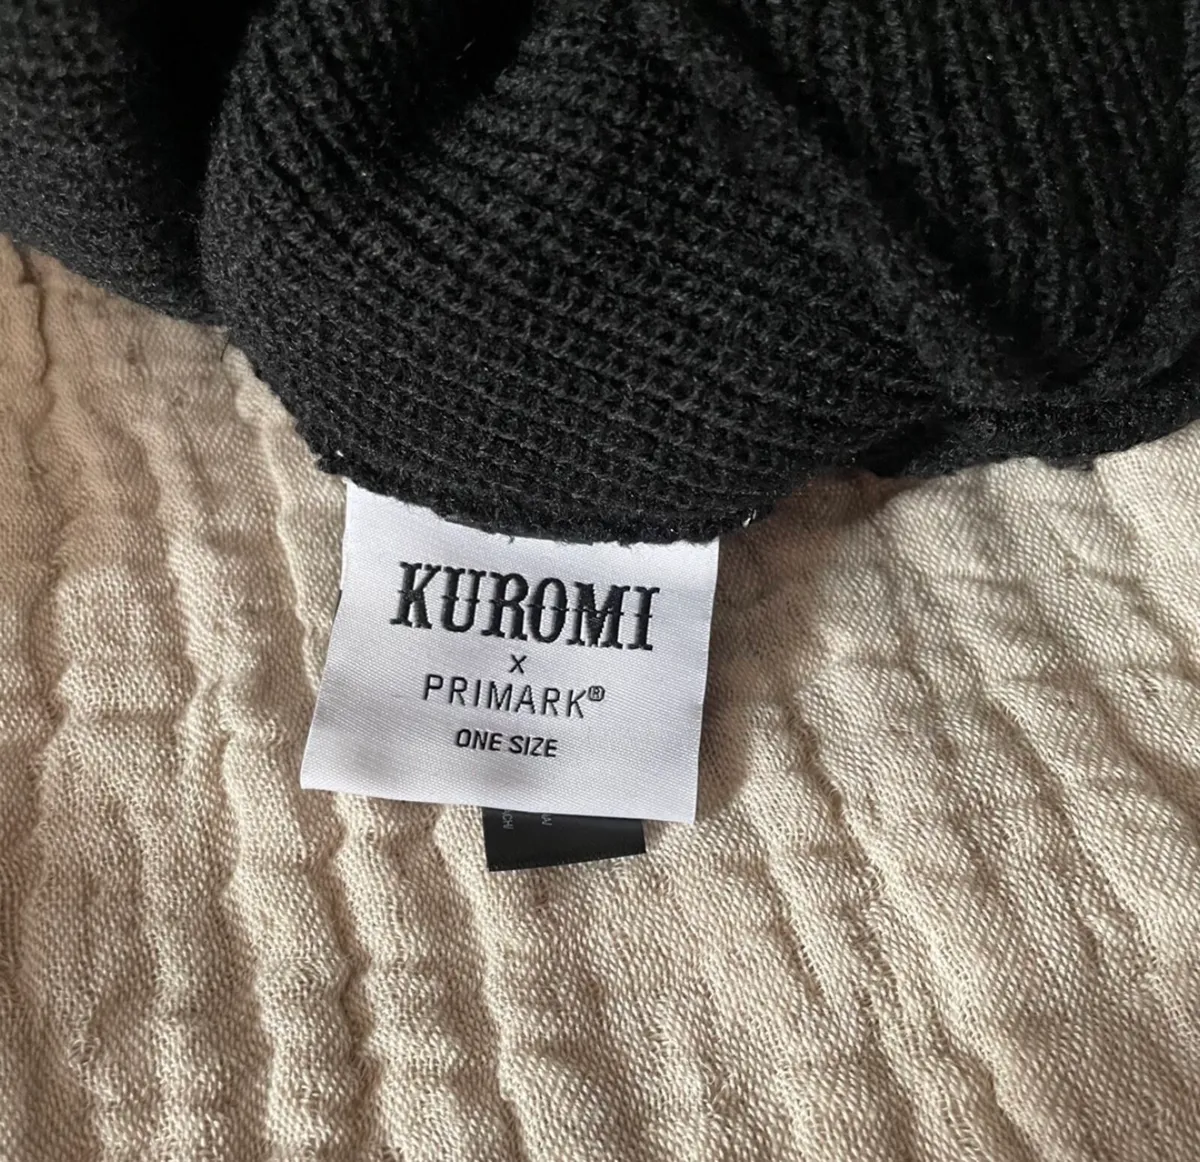 KUROMI
X
PRIMARK®
ONE SIZE